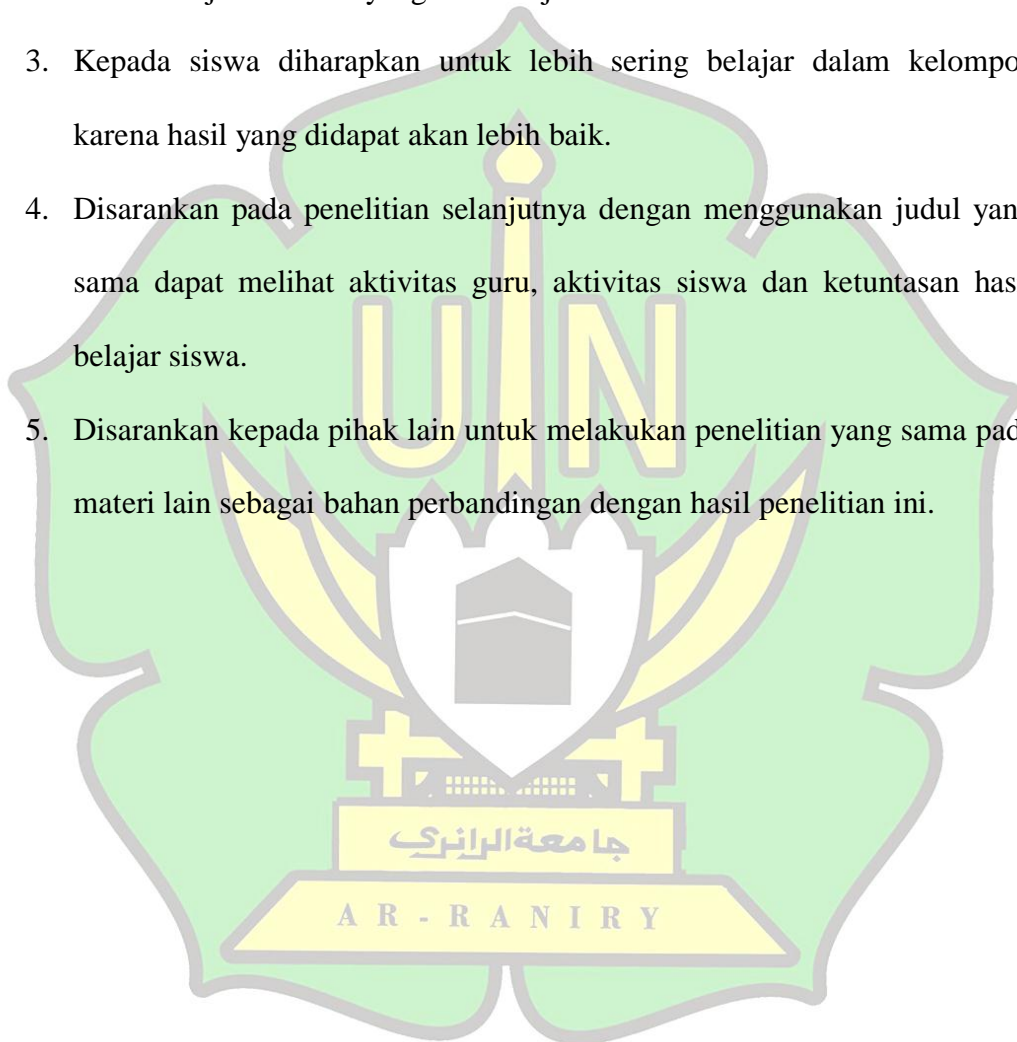 3. Kepada siswa diharapkan untuk lebih sering belajar dalam kelompo
karena hasil yang didapat akan lebih baik.
4. Disarankan pada penelitian selanjutnya dengan menggunakan judul yan
sama dapat melihat aktivitas guru, aktivitas siswa dan ketuntasan has
belajar siswa.
5. Disarankan kepada pihak lain untuk melakukan penelitian yang sama pad
materi lain sebagai bahan perbandingan dengan hasil penelitian ini.
UIN
جامعةالرانري
AR-RANIRY